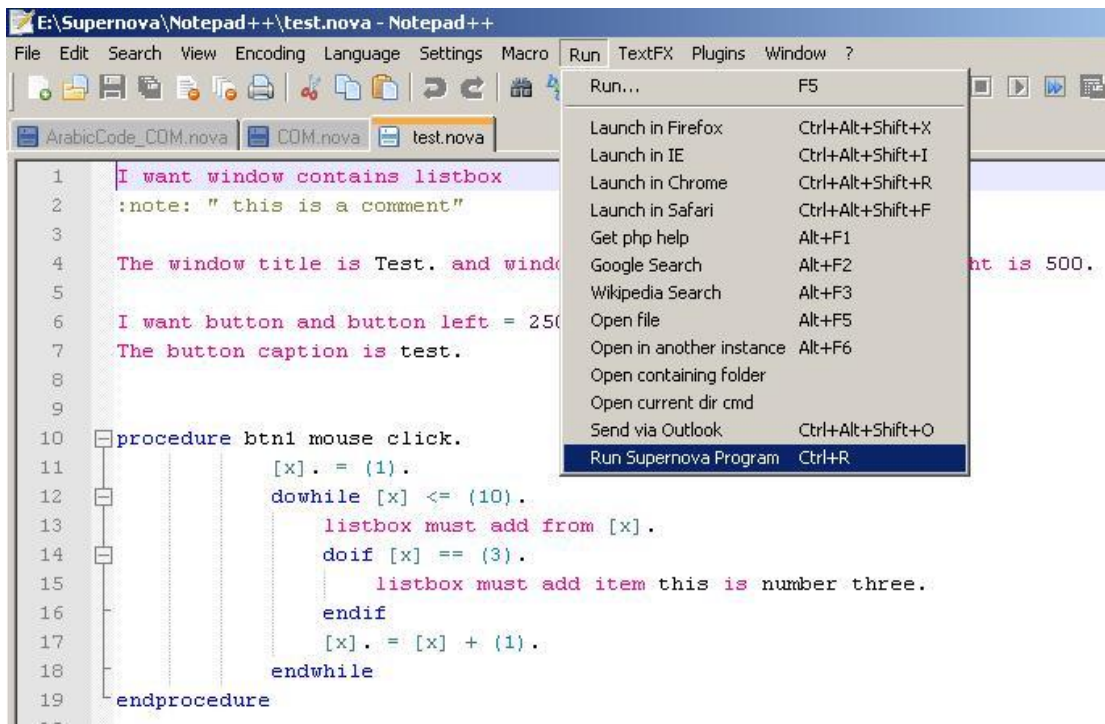 E:\Supernova\Notepad++\test.nova - Notepad++
File Edit Search View Encoding Language Settings Macro Run TextFX Plugins Window ?
Run... F5
Launch in Firefox Ctrl+Alt+Shift+X
Launch in IE Ctrl+Alt+Shift+I
Launch in Chrome Ctrl+Alt+Shift+R
Launch in Safari Ctrl+Alt+Shift+F
Get php help Alt+F1
Google Search Alt+F2
Wikipedia Search Alt+F3
Open file Alt+F5
Open in another instance Alt+F6
Open containing folder
Open current dir cmd
Send via Outlook Ctrl+Alt+Shift+O
Run Supernova Program Ctrl+R
ArabicCode_COM.nova COM.nova test.nova
1 I want window contains listbox
2 :note: " this is a comment"
3
4 The window title is Test. and is 500.
5
6 I want button and button left =
7 The button caption is test.
8
9
10 procedure btn1 mouse click.
11 [x]. = (1).
12 dowhile [x] <= (10).
13 listbox must add from [x].
14 doif [x] == (3).
15 listbox must add item this is number three.
16 endif
17 [x]. = [x] + (1).
18 endwhile
19 endprocedure